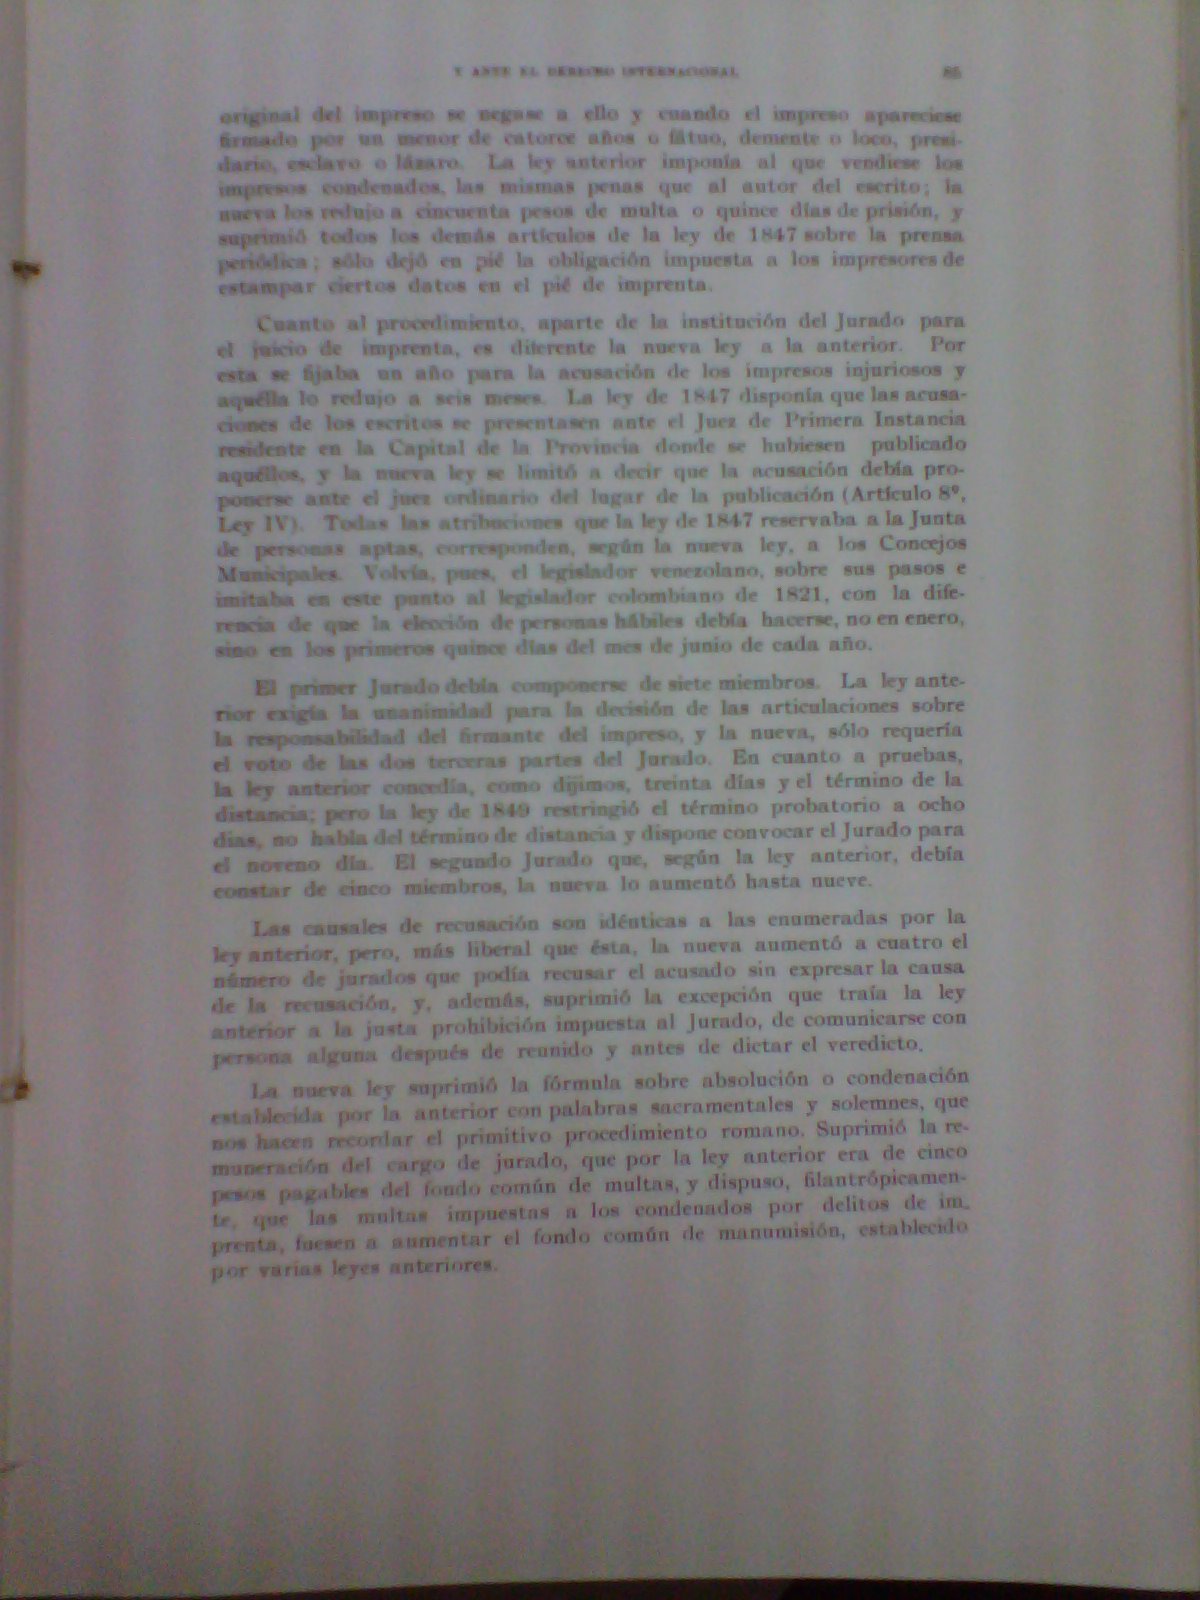 Y ANTE EL DERECHO INTERNACIONAL
original del impreso se negase a ello y cuando el impreso apareciese
firmado por un menor de catorce años o fátuo, demente o loco, presi-
dario, esclavo o lázaro. La ley anterior imponía al que vendiese los
impresos condenados, las mismas penas que al autor del escrito; la
nueva los redujo a cincuenta pesos de multa o quince días de prisión, y
suprimió todos los demás artículos de la ley de 1847 sobre la prensa
periódica; sólo dejó en pié la obligación impuesta a los impresores de
estampar ciertos datos en el pié de imprenta.
Cuanto al procedimiento, aparte de la institución del Jurado para
el juicio de imprenta, es diferente la nueva ley a la anterior. Por
esta se fijaba un año para la acusación de los impresos injuriosos y
aquélla lo redujo a seis meses. La ley de 1847 disponía que las acusa-
ciones de los escritos se presentasen ante el Juez de Primera Instancia
residente en la Capital de la Provincia donde se hubiesen publicado
aquéllos, y la nueva ley se limitó a decir que la acusación debía pro-
ponerse ante el juez ordinario del lugar de la publicación (Artículo 8º,
Ley IV). Todas las atribuciones que la ley de 1847 reservaba a la Junta
de personas aptas, corresponden, según la nueva ley, a los Concejos
Municipales. Volvía, pues, el legislador venezolano, sobre sus pasos e
imitaba en este punto al legislador colombiano de 1821, con la dife-
rencia de que la elección de personas hábiles debía hacerse, no en enero,
sino en los primeros quince días del mes de junio de cada año.
El primer Jurado debía componerse de siete miembros. La ley ante-
rior exigía la unanimidad para la decisión de las articulaciones sobre
la responsabilidad del firmante del impreso, y la nueva, sólo requería
el voto de las dos terceras partes del Jurado. En cuanto a pruebas,
la ley anterior concedía, como dijimos, treinta días y el término de la
distancia; pero la ley de 1849 restringió el término probatorio a ocho
días, no habla del término de distancia y dispone convocar el Jurado para
el noveno día. El segundo Jurado que, según la ley anterior, debía
constar de cinco miembros, la nueva lo aumentó hasta nueve.
Las causales de recusación son idénticas a las enumeradas por la
ley anterior, pero, más liberal que ésta, la nueva aumentó a cuatro el
número de jurados que podía recusar el acusado sin expresar la causa
de la recusación, y, además, suprimió la excepción que traía la ley
anterior a la justa prohibición impuesta al Jurado, de comunicarse con
persona alguna después de reunido y antes de dictar el veredicto.
La nueva ley suprimió la fórmula sobre absolución o condenación
establecida por la anterior con palabras sacramentales y solemnes, que
nos hacen recordar el primitivo procedimiento romano. Suprimió la re-
muneración del cargo de jurado, que por la ley anterior era de cinco
pesos pagables del fondo común de multas, y dispuso, filantrópicamen-
te, que las multas impuestas a los condenados por delitos de im-
prenta, fuesen a aumentar el fondo común de manumisión, establecido
por varias leyes anteriores.